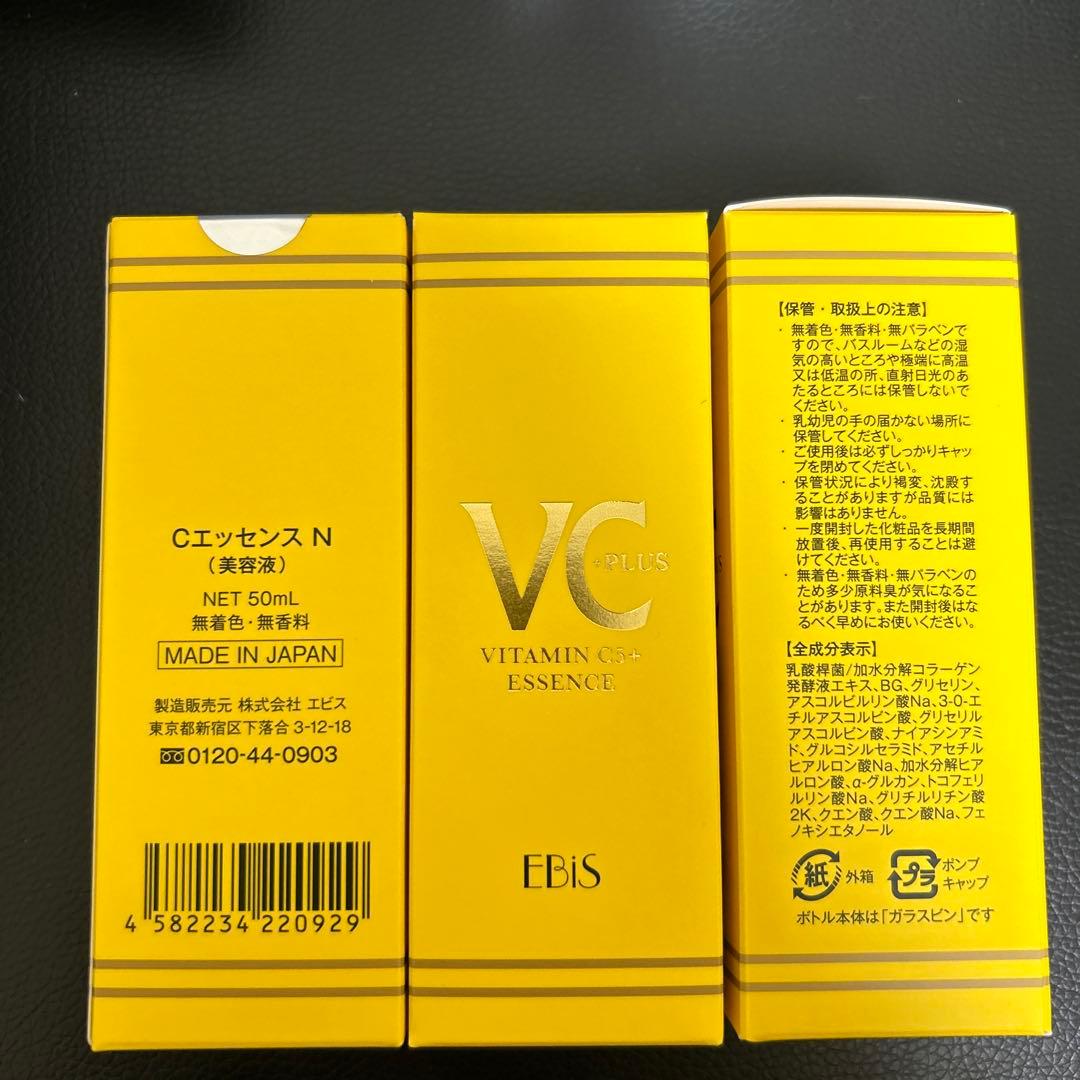 Cエッセンス N
(美容液)
NET 50mL
無着色・無香料
MADE IN JAPAN
製造販売元 株式会社 エビス
東京都新宿区下落合 3-12-18
0120-44-0903
4 582234 220929
VC
+PLUS
VITAMIN C5+
ESSENCE
EBiS
【保管・取扱上の注意】
・無着色・無香料・無パラベンで
すので、バスルームなどの湿
気の高いところや極端に高温
又は低温の所、直射日光のあ
たるところには保管しないで
ください。
・乳幼児の手の届かない場所に
保管してください。
・ご使用後は必ずしっかりキャッ
プを閉めてください。
・保管状況により褐変、沈殿す
ることがありますが品質には
影響はありません。
・一度開封した化粧品を長期間
放置後、再使用することは避
けてください。
・無着色・無香料・無パラベンの
ため多少原料臭が気になるこ
とがあります。また開封後はな
るべく早めにお使いください。
【全成分表示】
乳酸桿菌/加水分解コラーゲン
発酵液エキス、BG、グリセリン、
アスコルビルリン酸Na、3-0-エ
チルアスコルビン酸、グリセリル
アスコルビン酸、ナイアシンアミ
ド、グルコシルセラミド、アセチル
ヒアルロン酸Na、加水分解ヒア
ルロン酸、α-グルカン、トコフェリ
ルリン酸Na、グリチルリチン酸
2K、クエン酸、クエン酸Na、フェ
ノキシエタノール
紙 外箱
プラ ポンプ
キャップ
ボトル本体は「ガラスビン」です